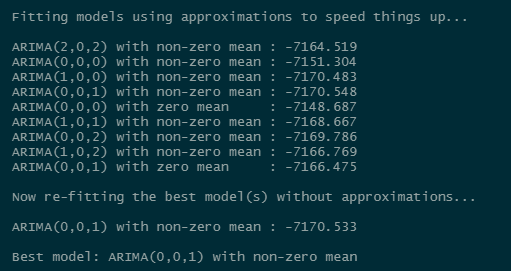 Fitting models using approximations to speed things up...
ARIMA(2,0,2) with non-zero mean : -7164.519
ARIMA(0,0,0) with non-zero mean : -7151.304
ARIMA(1,0,0) with non-zero mean : -7170.483
ARIMA(0,0,1) with non-zero mean : -7170.548
ARIMA(0,0,0) with zero mean     : -7148.687
ARIMA(1,0,1) with non-zero mean : -7168.667
ARIMA(0,0,2) with non-zero mean : -7169.786
ARIMA(1,0,2) with non-zero mean : -7166.769
ARIMA(0,0,1) with zero mean     : -7166.475
Now re-fitting the best model(s) without approximations...
ARIMA(0,0,1) with non-zero mean : -7170.533
Best model: ARIMA(0,0,1) with non-zero mean